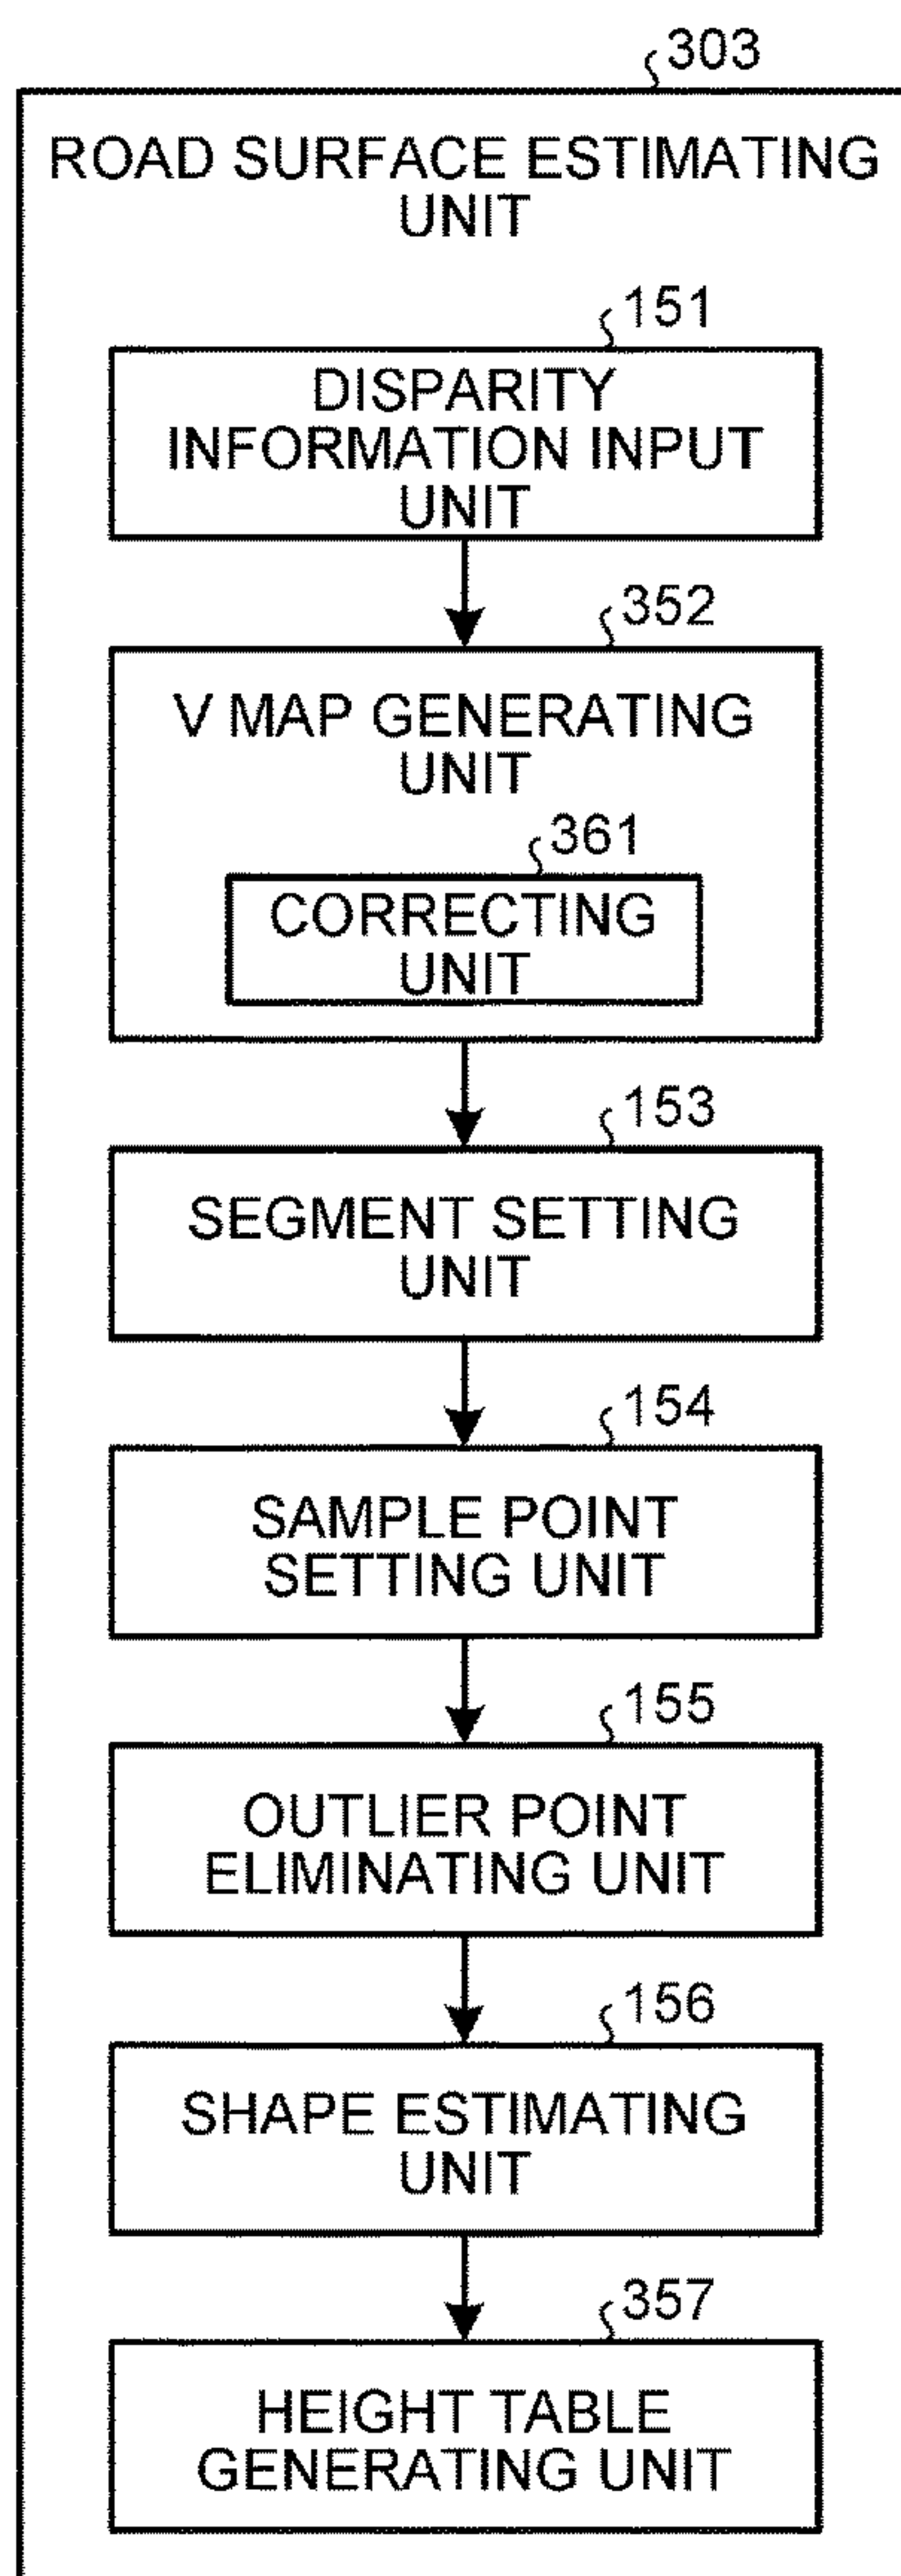 303
ROAD SURFACE ESTIMATING
UNIT
151
DISPARITY
INFORMATION INPUT
UNIT
352
V MAP GENERATING
UNIT
361
CORRECTING
UNIT
153
SEGMENT SETTING
UNIT
154
SAMPLE POINT
SETTING UNIT
155
OUTLIER POINT
ELIMINATING UNIT
156
SHAPE ESTIMATING
UNIT
357
HEIGHT TABLE
GENERATING UNIT